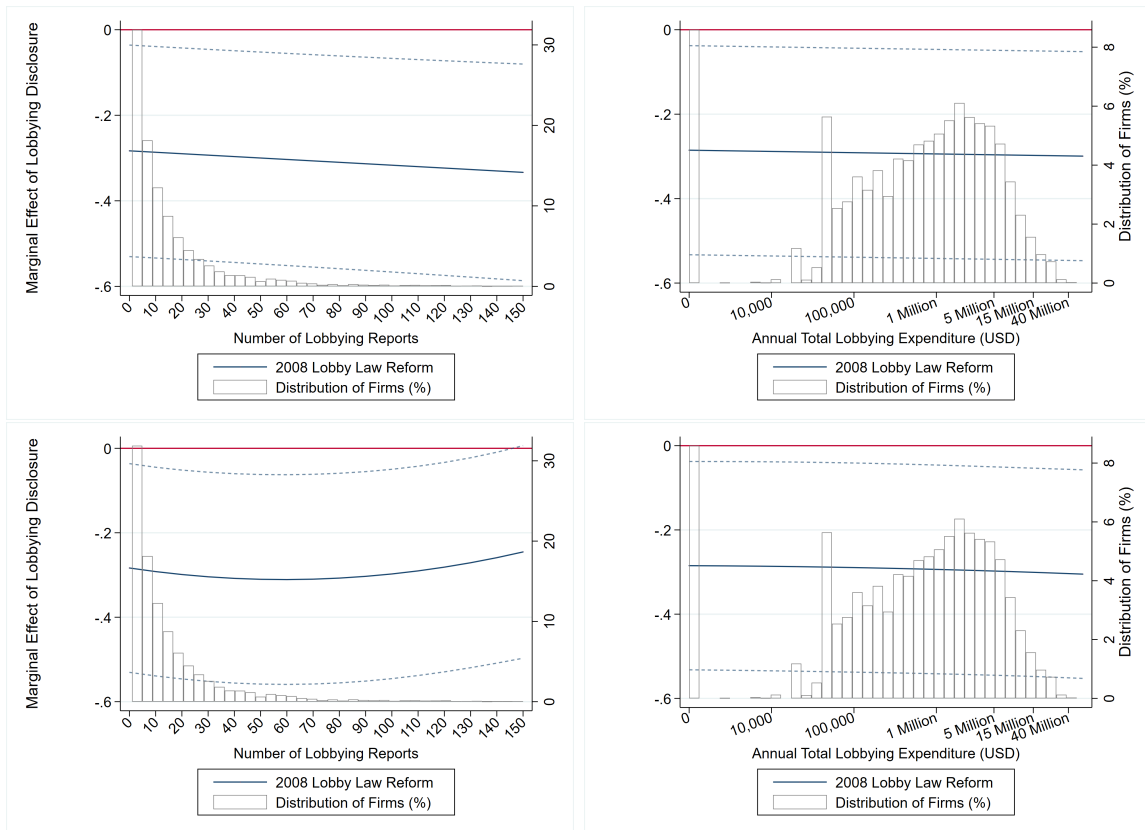 Marginal Effect of Lobbying Disclosure
0
-.2
-.4
-.6
30
20
10
0
0 10 20 30 40 50 60 70 80 90 100 110 120 130 140 150
Number of Lobbying Reports
2008 Lobby Law Reform
Distribution of Firms (%)
0
-.2
-.4
-.6
8
6
4
2
0
Distribution of Firms (%)
0 10,000 100,000 1 Million 5 Million 15 Million 40 Million
Annual Total Lobbying Expenditure (USD)
2008 Lobby Law Reform
Distribution of Firms (%)
Marginal Effect of Lobbying Disclosure
0
-.2
-.4
-.6
30
20
10
0
0 10 20 30 40 50 60 70 80 90 100 110 120 130 140 150
Number of Lobbying Reports
2008 Lobby Law Reform
Distribution of Firms (%)
0
-.2
-.4
-.6
8
6
4
2
0
Distribution of Firms (%)
0 10,000 100,000 1 Million 5 Million 15 Million 40 Million
Annual Total Lobbying Expenditure (USD)
2008 Lobby Law Reform
Distribution of Firms (%)